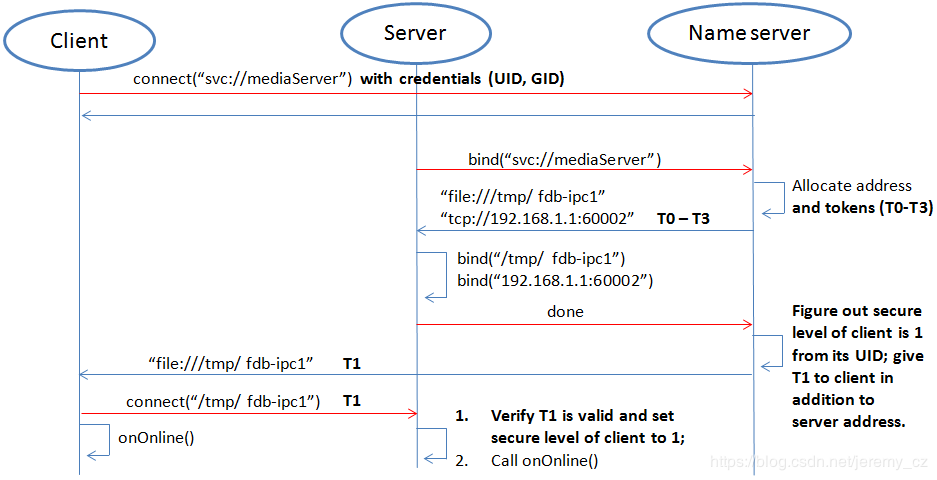 Client
Server
Name server
connect(“svc://mediaServer”) with credentials (UID, GID)
bind(“svc://mediaServer”)
Allocate address
and tokens (T0-T3)
“file:///tmp/ fdb-ipc1”
“tcp://192.168.1.1:60002” T0 – T3
bind(“/tmp/ fdb-ipc1”)
bind(“192.168.1.1:60002”)
done
Figure out secure
level of client is 1
from its UID; give
T1 to client in
addition to
server address.
“file:///tmp/ fdb-ipc1” T1
connect(“/tmp/ fdb-ipc1”) T1
onOnline()
1. Verify T1 is valid and set
secure level of client to 1;
2. Call onOnline()
https://blog.csdn.net/jeremy_cz